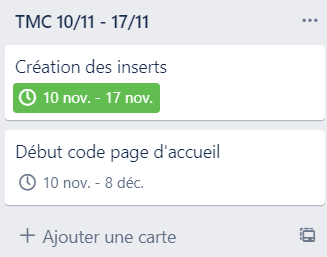 TMC 10/11 - 17/11
Création des inserts
10 nov. - 17 nov.
Début code page d'accueil
10 nov. - 8 déc.
+ Ajouter une carte